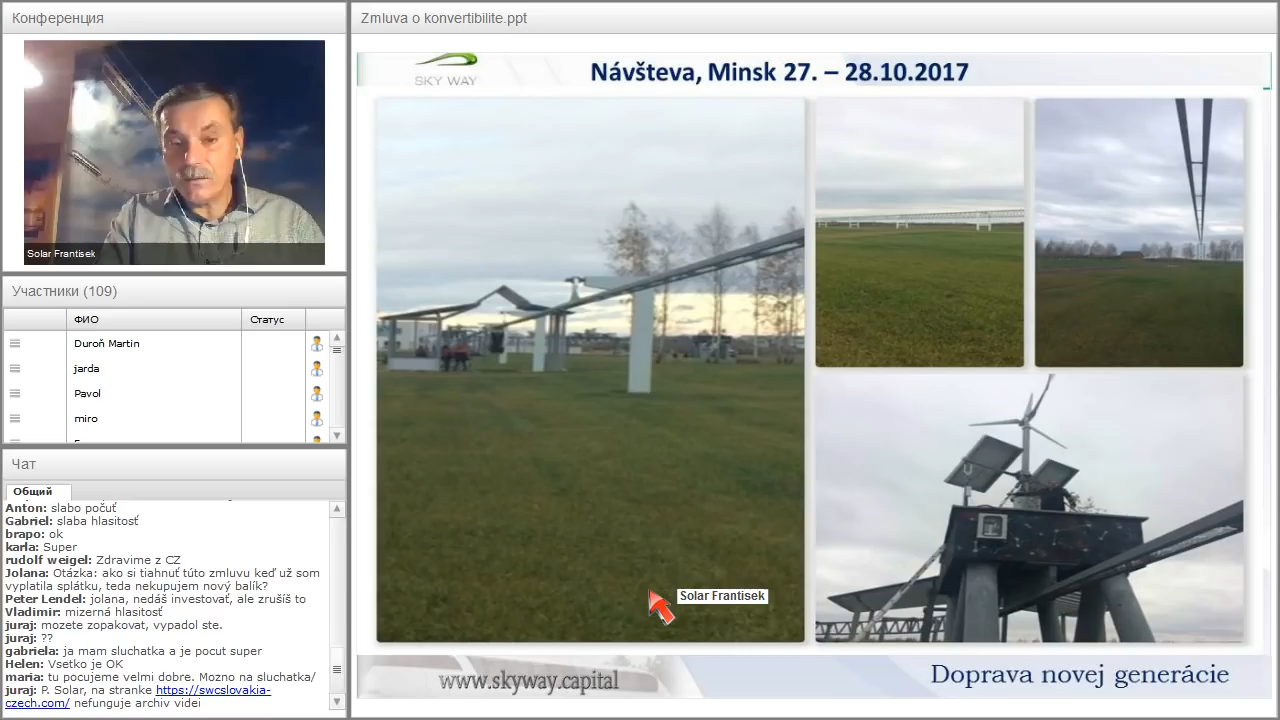 Конференция
Solar Frantisek
Участники (109)
ФИО
Статус
Duroň Martin
jarda
Pavol
miro
Чат
Общий
Anton: slabo počuť
Gabriel: slaba hlasitosť
brapo: ok
karla: Super
rudolf weigel: Zdravime z CZ
Jolana: Otázka: ako si tiahnuť túto zmluvu keď už som
vyplatila splátku, teda nekupujem nový balík?
Peter Lendel: jolana, nedáš investovať, ale zrušíš to
Vladimir: mizerná hlasitosť
juraj: mozete zopakovat, vypadol ste.
juraj: ??
gabriela: ja mam sluchatka a je pocut super
Helen: Vsetko je OK
maria: tu pocujeme velmi dobre. Mozno na sluchatka/
juraj: P. Solar, na stranke https://swcslovakia-
czech.com/ nefunguje archiv videi
Zmluva o konvertibilite.ppt
SKY WAY
Návšteva, Minsk 27. – 28.10.2017
Solar Frantisek
www.skyway.capital
Doprava novej generácie